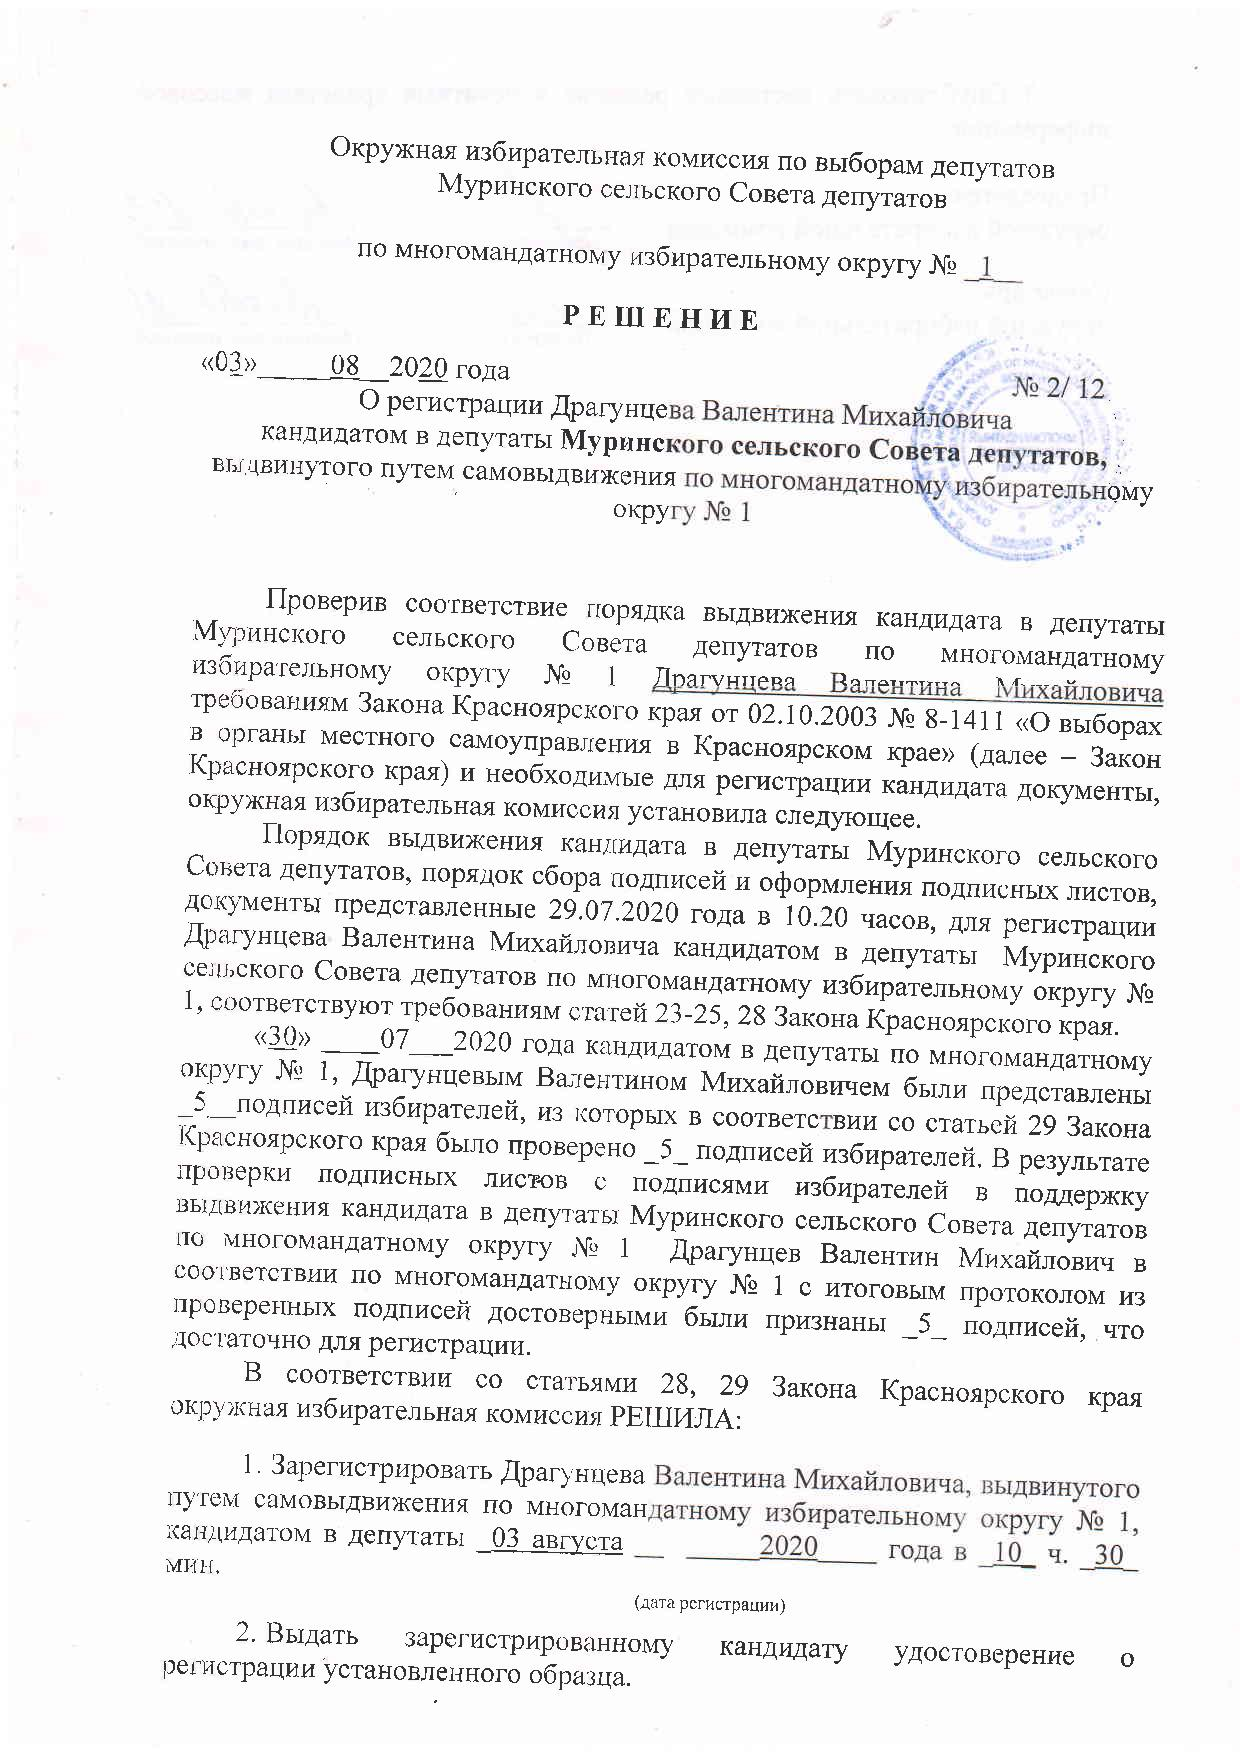 Окружная избирательная комиссия по выборам депутатов
Муринского сельского Совета депутатов
по многомандатному избирательному округу № _1__
Р Е Ш Е Н И Е
«03»_____08__2020 года
№ 2/ 12
О регистрации Драгунцева Валентина Михайловича
кандидатом в депутаты Муринского сельского Совета депутатов,
выдвинутого путем самовыдвижения по многомандатному избирательному
округу № 1
Проверив соответствие порядка выдвижения кандидата в депутаты
Муринского сельского Совета депутатов по многомандатному
избирательному округу № 1 Драгунцева Валентина Михайловича
требованиям Закона Красноярского края от 02.10.2003 № 8-1411 «О выборах
в органы местного самоуправления в Красноярском крае» (далее – Закон
Красноярского края) и необходимые для регистрации кандидата документы,
окружная избирательная комиссия установила следующее.
Порядок выдвижения кандидата в депутаты Муринского сельского
Совета депутатов, порядок сбора подписей и оформления подписных листов,
документы представленные 29.07.2020 года в 10.20 часов, для регистрации
Драгунцева Валентина Михайловича кандидатом в депутаты Муринского
сельского Совета депутатов по многомандатному избирательному округу №
1, соответствуют требованиям статей 23-25, 28 Закона Красноярского края.
«30» ____07___2020 года кандидатом в депутаты по многомандатному
округу № 1, Драгунцевым Валентином Михайловичем были представлены
_5__подписей избирателей, из которых в соответствии со статьей 29 Закона
Красноярского края было проверено _5_ подписей избирателей. В результате
проверки подписных листов с подписями избирателей в поддержку
выдвижения кандидата в депутаты Муринского сельского Совета депутатов
по многомандатному округу № 1 Драгунцев Валентин Михайлович в
соответствии по многомандатному округу № 1 с итоговым протоколом из
проверенных подписей достоверными были признаны _5_ подписей, что
достаточно для регистрации.
В соответствии со статьями 28, 29 Закона Красноярского края
окружная избирательная комиссия РЕШИЛА:
1. Зарегистрировать Драгунцева Валентина Михайловича, выдвинутого
путем самовыдвижения по многомандатному избирательному округу № 1,
кандидатом в депутаты _03 августа __ _____2020____ года в _10_ ч. _30_
мин.
(дата регистрации)
2. Выдать зарегистрированному кандидату удостоверение о
регистрации установленного образца.